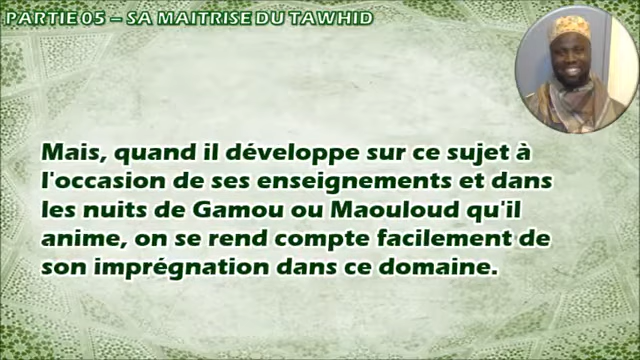 PARTIE 05 – SA MAITRISE DU TAWHID
Mais, quand il développe sur ce sujet à
l'occasion de ses enseignements et dans
les nuits de Gamou ou Maouloud qu'il
anime, on se rend compte facilement de
son imprégnation dans ce domaine.